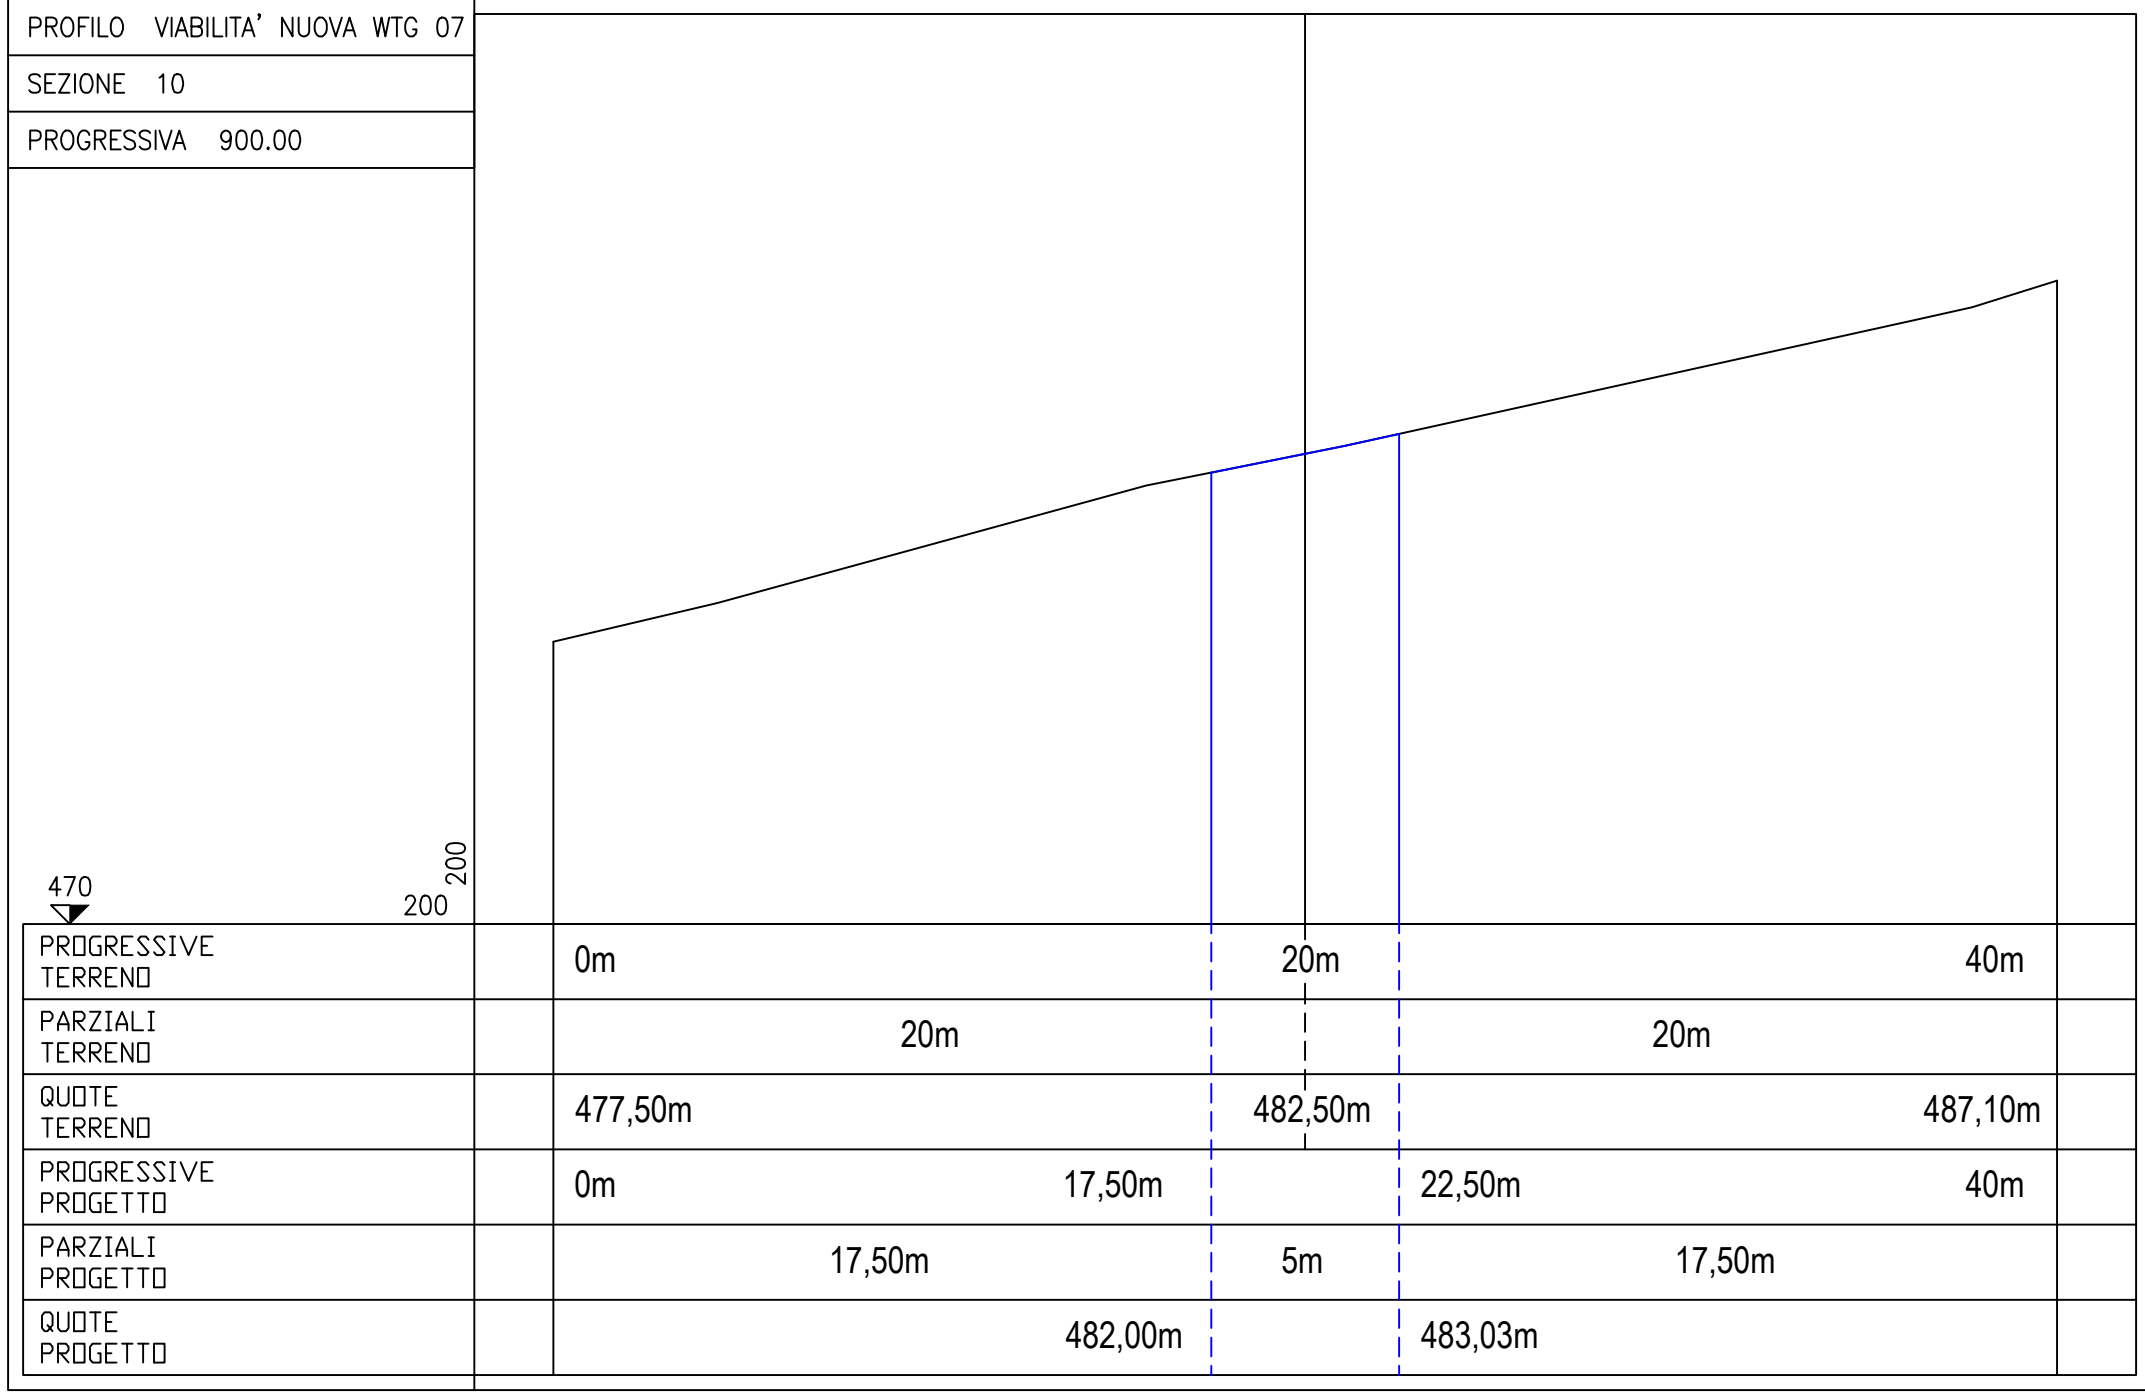 PROFILO VIABILITA' NUOVA WTG 07
SEZIONE 10
PROGRESSIVA 900.00
200
470
200
PROGRESSIVE
TERRENO
0m 20m 40m
PARZIALI
TERRENO
20m 20m
QUOTE
TERRENO
477,50m 482,50m 487,10m
PROGRESSIVE
PROGETTO
0m 17,50m 22,50m 40m
PARZIALI
PROGETTO
17,50m 5m 17,50m
QUOTE
PROGETTO
482,00m 483,03m